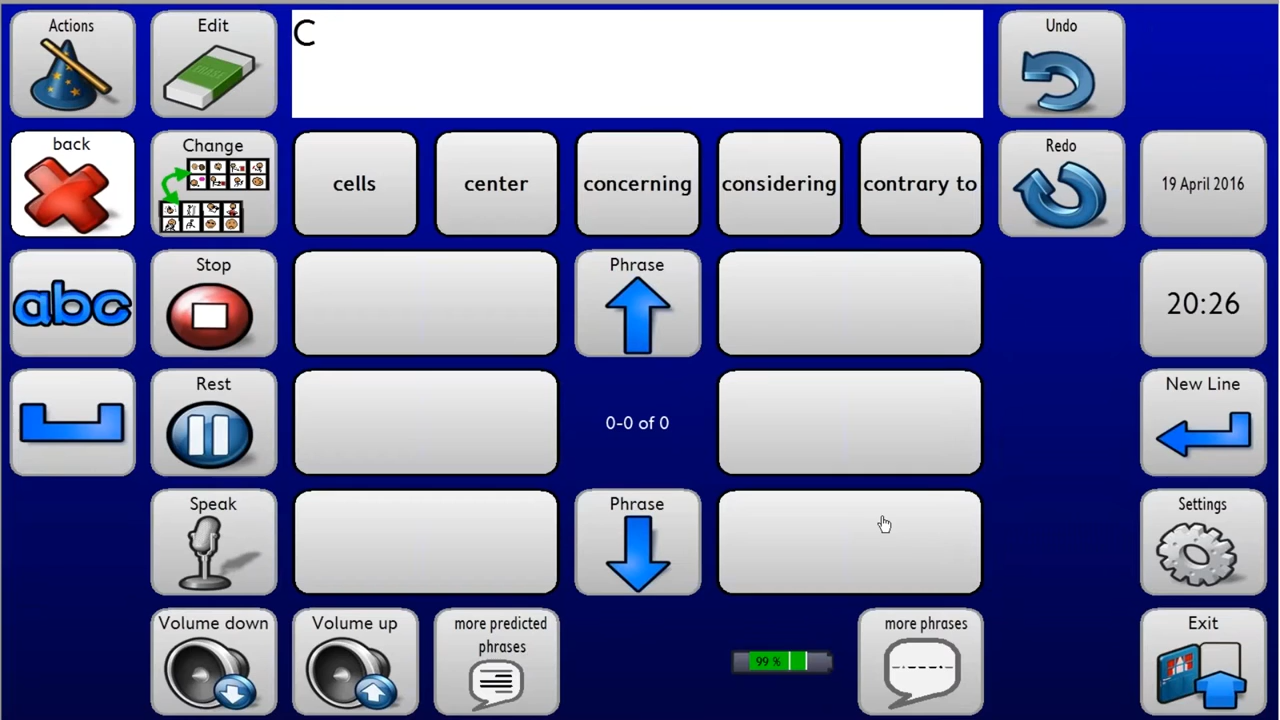 Actions
Edit
C
Undo
back
Change
cells
center
concerning
considering
contrary to
Redo
19 April 2016
abc
Stop
Phrase
20:26
Rest
0-0 of 0
New Line
Speak
Phrase
Settings
Volume down
Volume up
more predicted
phrases
99 %
more phrases
Exit